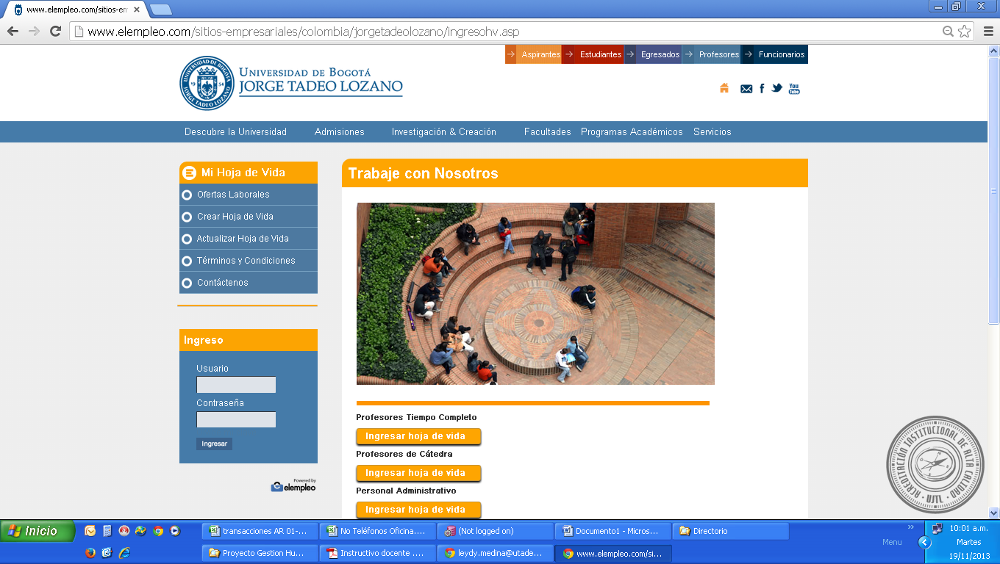 www.elempleo.com/sitios-em
www.elempleo.com/sitios-empresariales/colombia/jorgetadeolozano/ingresohv.asp
Aspirantes Estudiantes Egresados Profesores Funcionarios
UNIVERSIDAD DE BOGOTÁ
JORGE TADEO LOZANO
UNIVERSIDAD DE BOGOTÁ
JORGE TADEO LOZANO
19 54
You Tube
Descubre la Universidad Admisiones Investigación & Creación Facultades Programas Académicos Servicios
Mi Hoja de Vida
Ofertas Laborales
Crear Hoja de Vida
Actualizar Hoja de Vida
Términos y Condiciones
Contáctenos
Ingreso
Usuario
Contraseña
Ingresar
Powered by
elempleo
Trabaje con Nosotros
Profesores Tiempo Completo
Ingresar hoja de vida
Profesores de Cátedra
Ingresar hoja de vida
Personal Administrativo
Ingresar hoja de vida
ACREDITACIÓN INSTITUCIONAL DE ALTA CALIDAD
UJTL
Inicio
transacciones AR 01-...
No Teléfonos Oficina....
(Not logged on)
Documento1 - Micros...
Directorio
Proyecto Gestion Hu...
Instructivo docente ....
leydy.medina@utade...
www.elempleo.com/si...
Menu
10:01 a.m.
Martes
19/11/2013